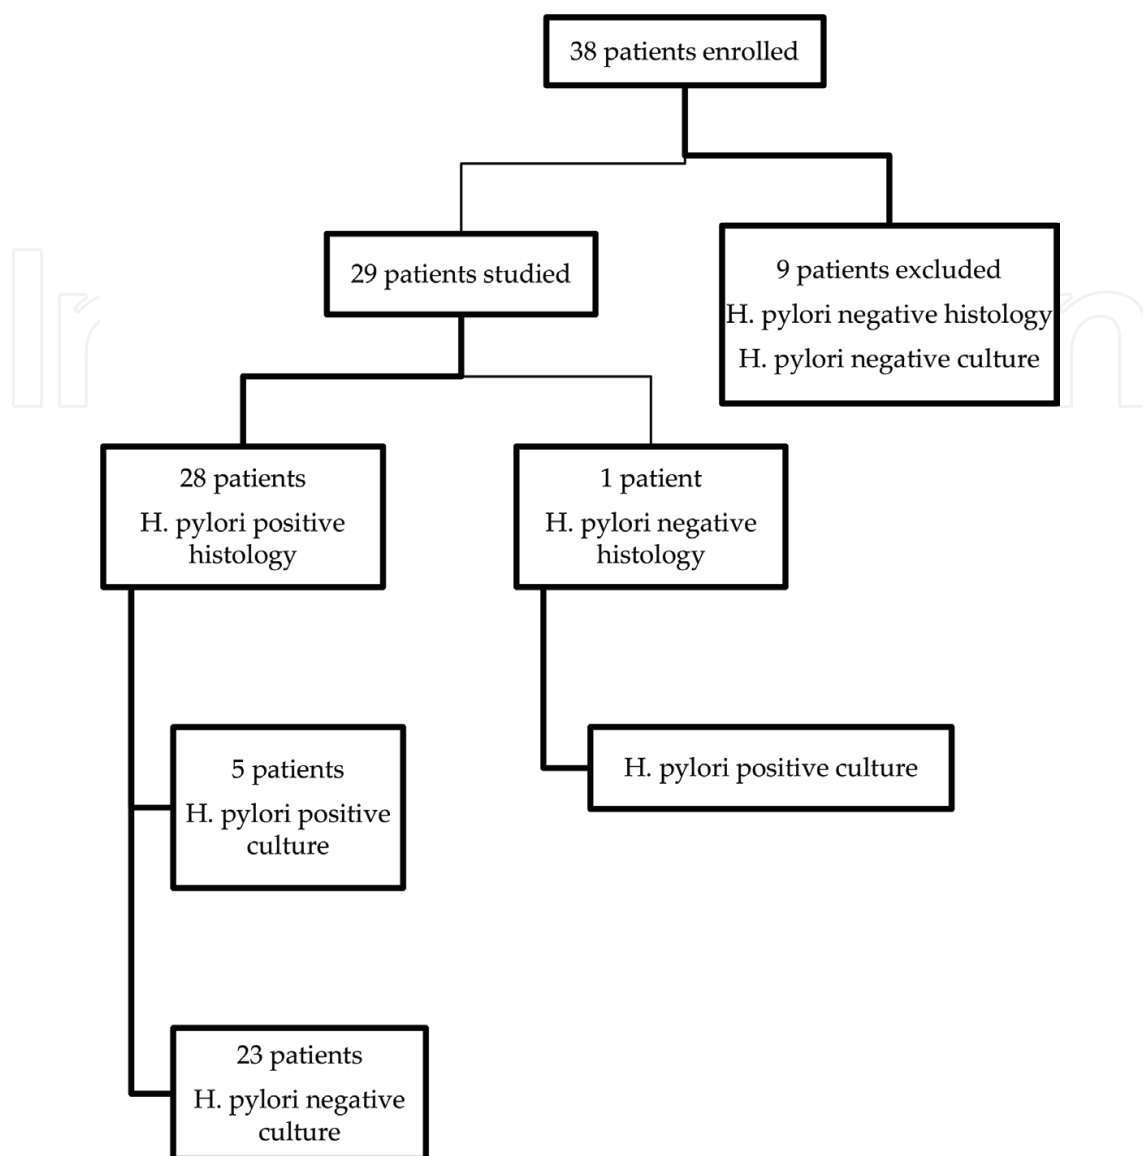 38 patients enrolled
29 patients studied
9 patients excluded
H. pylori negative histology
H. pylori negative culture
28 patients
H. pylori positive
histology
1 patient
H. pylori negative
histology
5 patients
H. pylori positive
culture
H. pylori positive culture
23 patients
H. pylori negative
culture